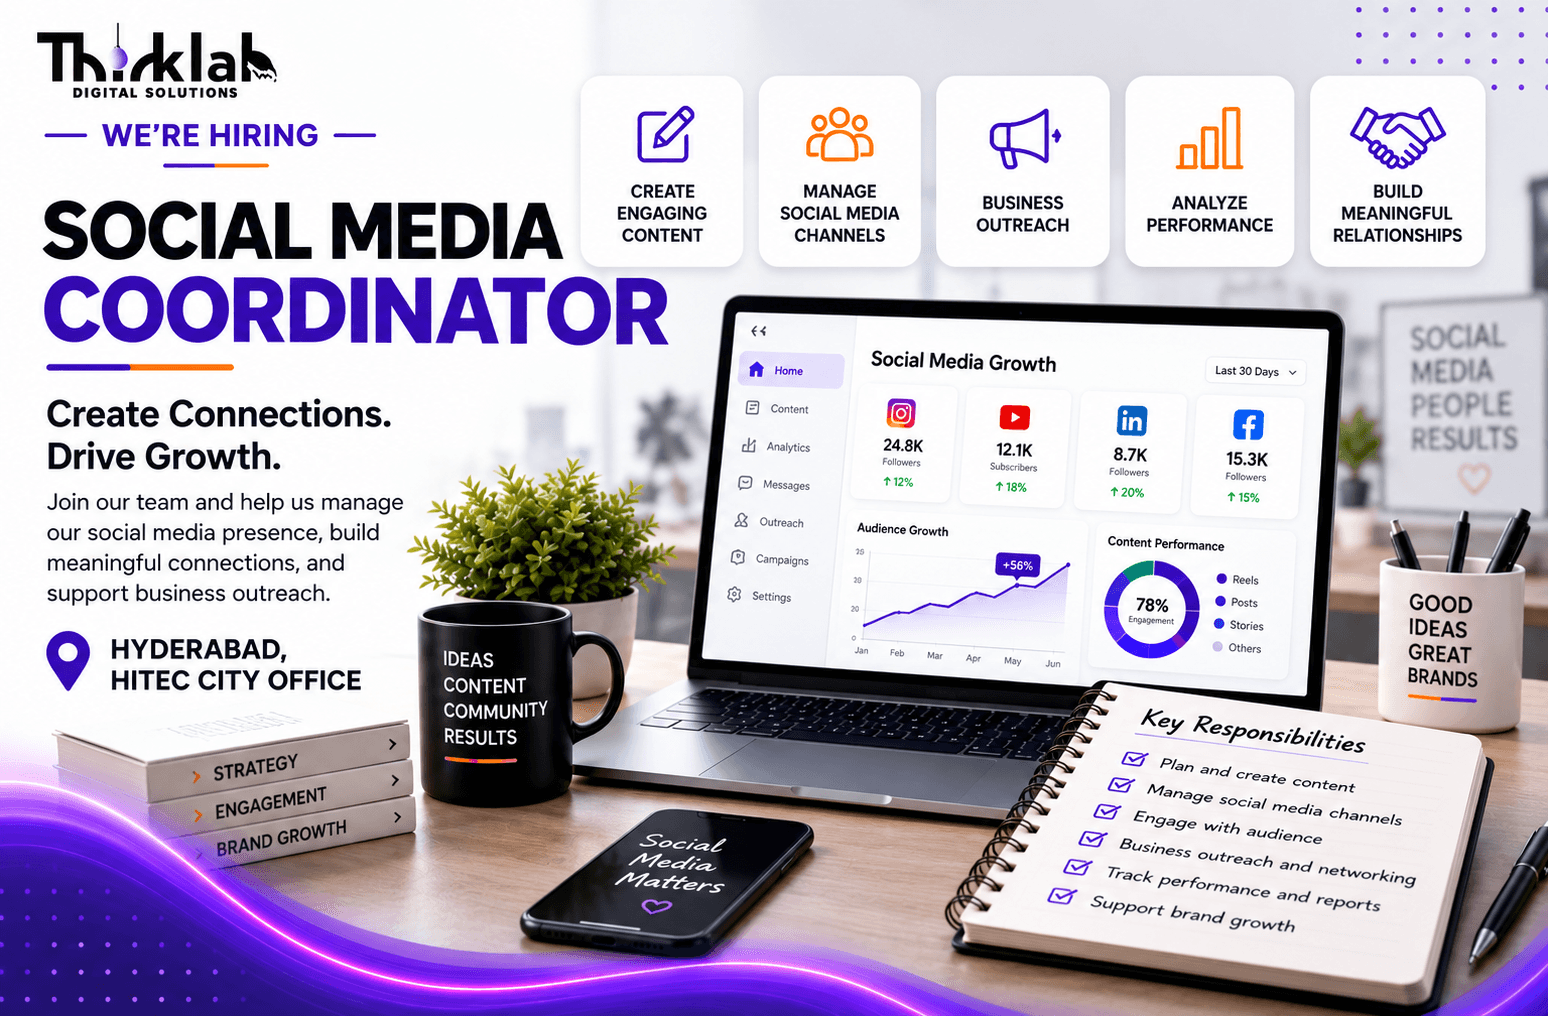 Thinklab
DIGITAL SOLUTIONS
WE'RE HIRING
SOCIAL MEDIA
COORDINATOR
Create Connections.
Drive Growth.
Join our team and help us manage
our social media presence, build
meaningful connections, and
support business outreach.
HYDERABAD,
HITEC CITY OFFICE
CREATE
ENGAGING
CONTENT
MANAGE
SOCIAL MEDIA
CHANNELS
BUSINESS
OUTREACH
ANALYZE
PERFORMANCE
BUILD
MEANINGFUL
RELATIONSHIPS
Home
Content
Analytics
Messages
Outreach
Campaigns
Settings
Social Media Growth
Last 30 Days
24.8K
Followers
↑ 12%
12.1K
Subscribers
↑ 18%
8.7K
Followers
↑ 20%
15.3K
Followers
↑ 15%
Audience Growth
+56%
20
20
0
Jan Feb Mar Apr May Jun
Content Performance
78%
Engagement
Reels
Posts
Stories
Others
SOCIAL
MEDIA
PEOPLE
RESULTS
GOOD
IDEAS
GREAT
BRANDS
IDEAS
CONTENT
COMMUNITY
RESULTS
STRATEGY
ENGAGEMENT
BRAND GROWTH
Social
Media
Matters
Key Responsibilities
Plan and create content
Manage social media channels
Engage with audience
Business outreach and networking
Track performance and reports
Support brand growth